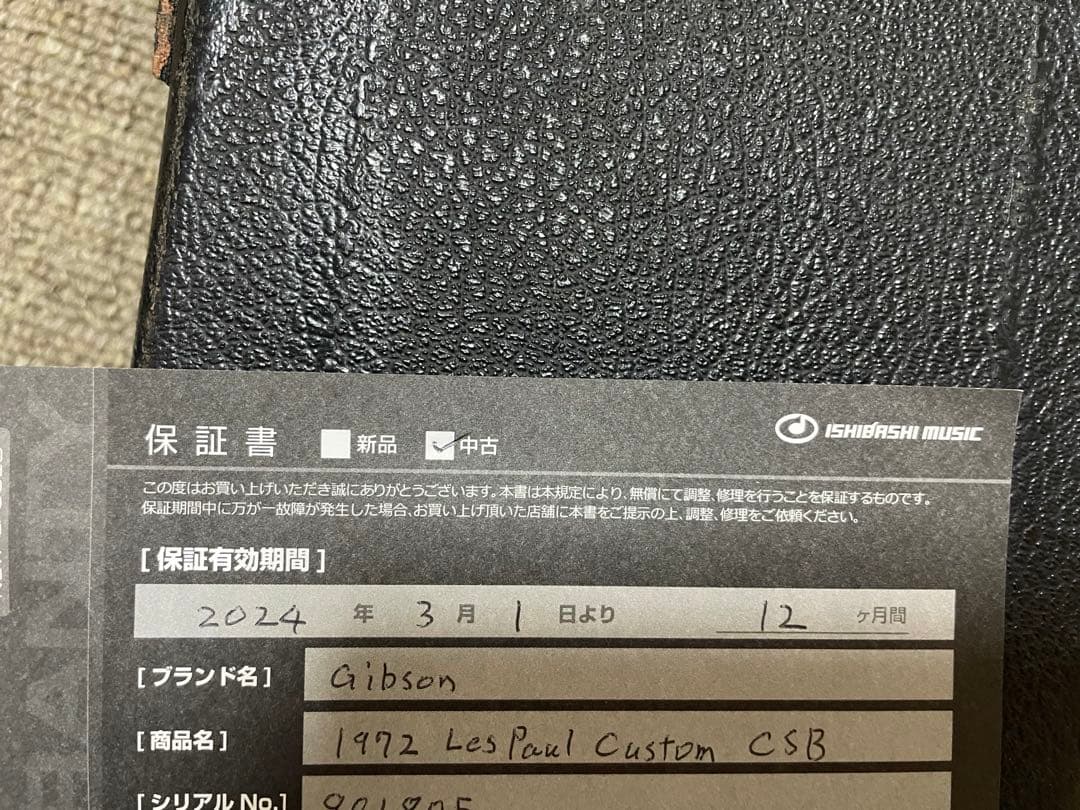 保証書 新品 中古 ISHIBASHI MUSIC
この度はお買い上げいただき誠にありがとうございます。本書は本規定により、無償にて調整、修理を行うことを保証するものです。
保証期間中に万が一故障が発生した場合、お買い上げ頂いた店舗に本書をご提示の上、調整、修理をご依頼ください。
[保証有効期間]
2024 年 3 月 1 日より 12 ヶ月間
[ブランド名] Gibson
[商品名] 1972 Les Paul Custom CSB
[シリアルNo.]